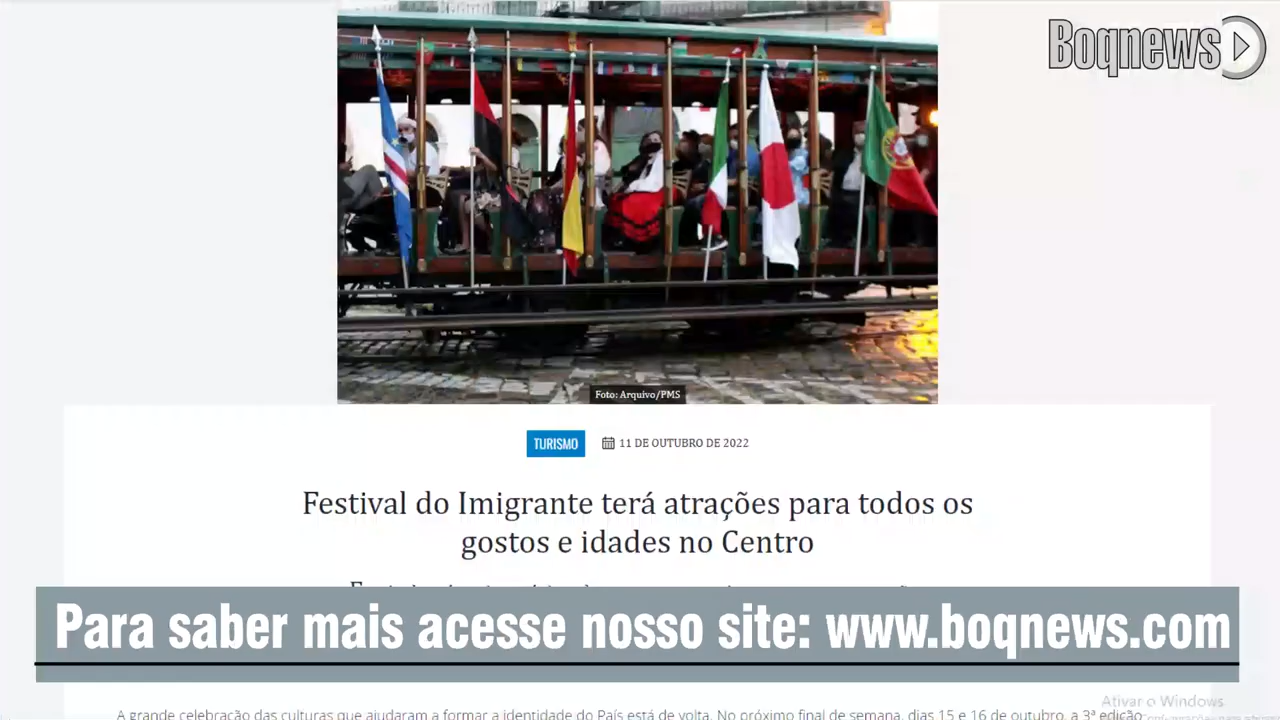 Boqnews
Foto: Arquivo/PMS
TURISMO
11 DE OUTUBRO DE 2022
Festival do Imigrante terá atrações para todos os
gostos e idades no Centro
Para saber mais acesse nosso site: www.boqnews.com
Ativar o Windows
A grande celebração das culturas que ajudaram a formar a identidade do País está de volta. No próximo final de semana, dias 15 e 16 de outubro, a 3ª edição